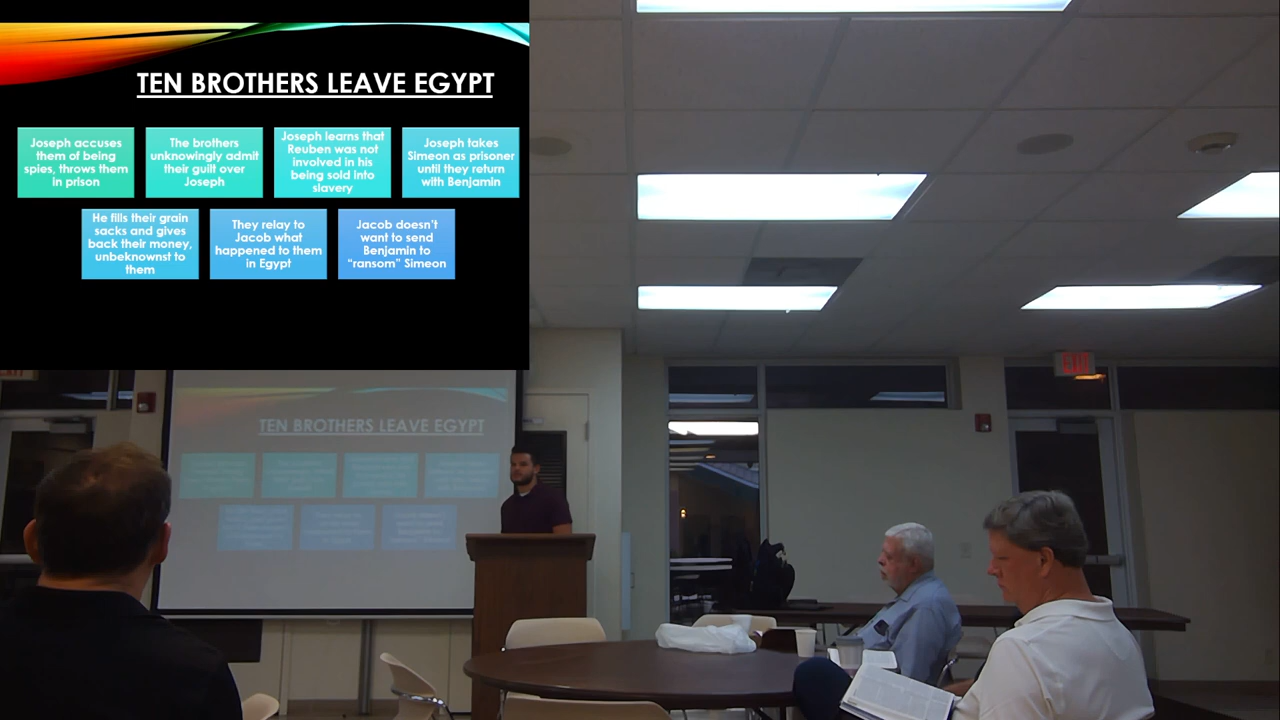 TEN BROTHERS LEAVE EGYPT
Joseph accuses
them of being
spies, throws them
in prison
The brothers
unknowingly admit
their guilt over
Joseph
Joseph learns that
Reuben was not
involved in his
being sold into
slavery
Joseph takes
Simeon as prisoner
until they return
with Benjamin
He fills their grain
sacks and gives
back their money,
unbeknownst to
them
They relay to
Jacob what
happened to them
in Egypt
Jacob doesn't
want to send
Benjamin to
“ransom” Simeon
TEN BROTHERS LEAVE EGYPT
EXIT